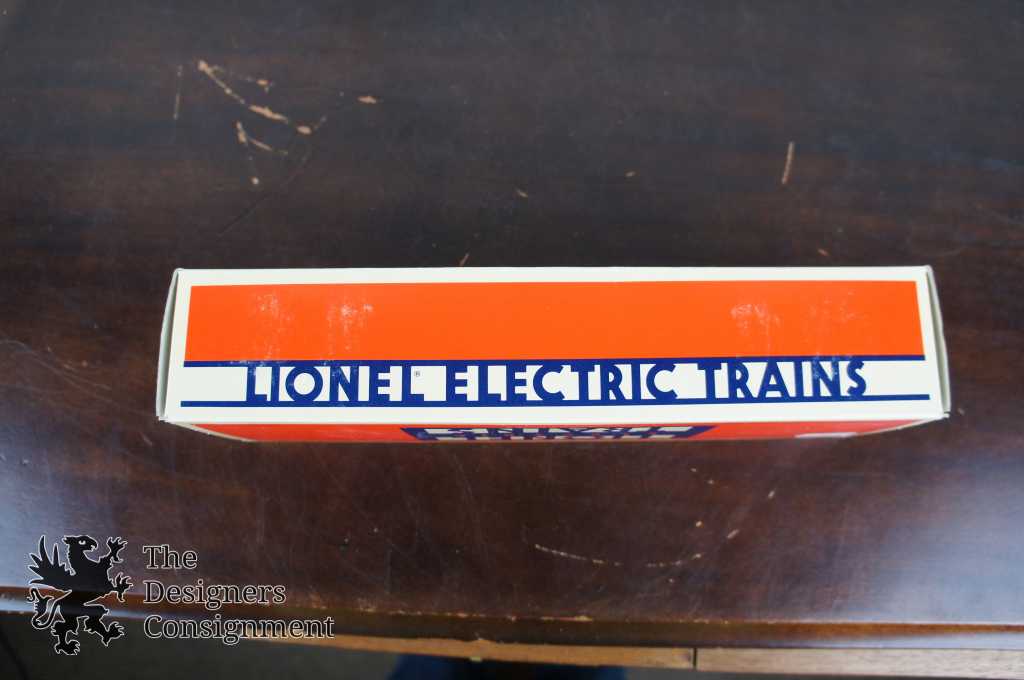 LIONEL® ELECTRIC TRAINS
The
Designers
Consignment